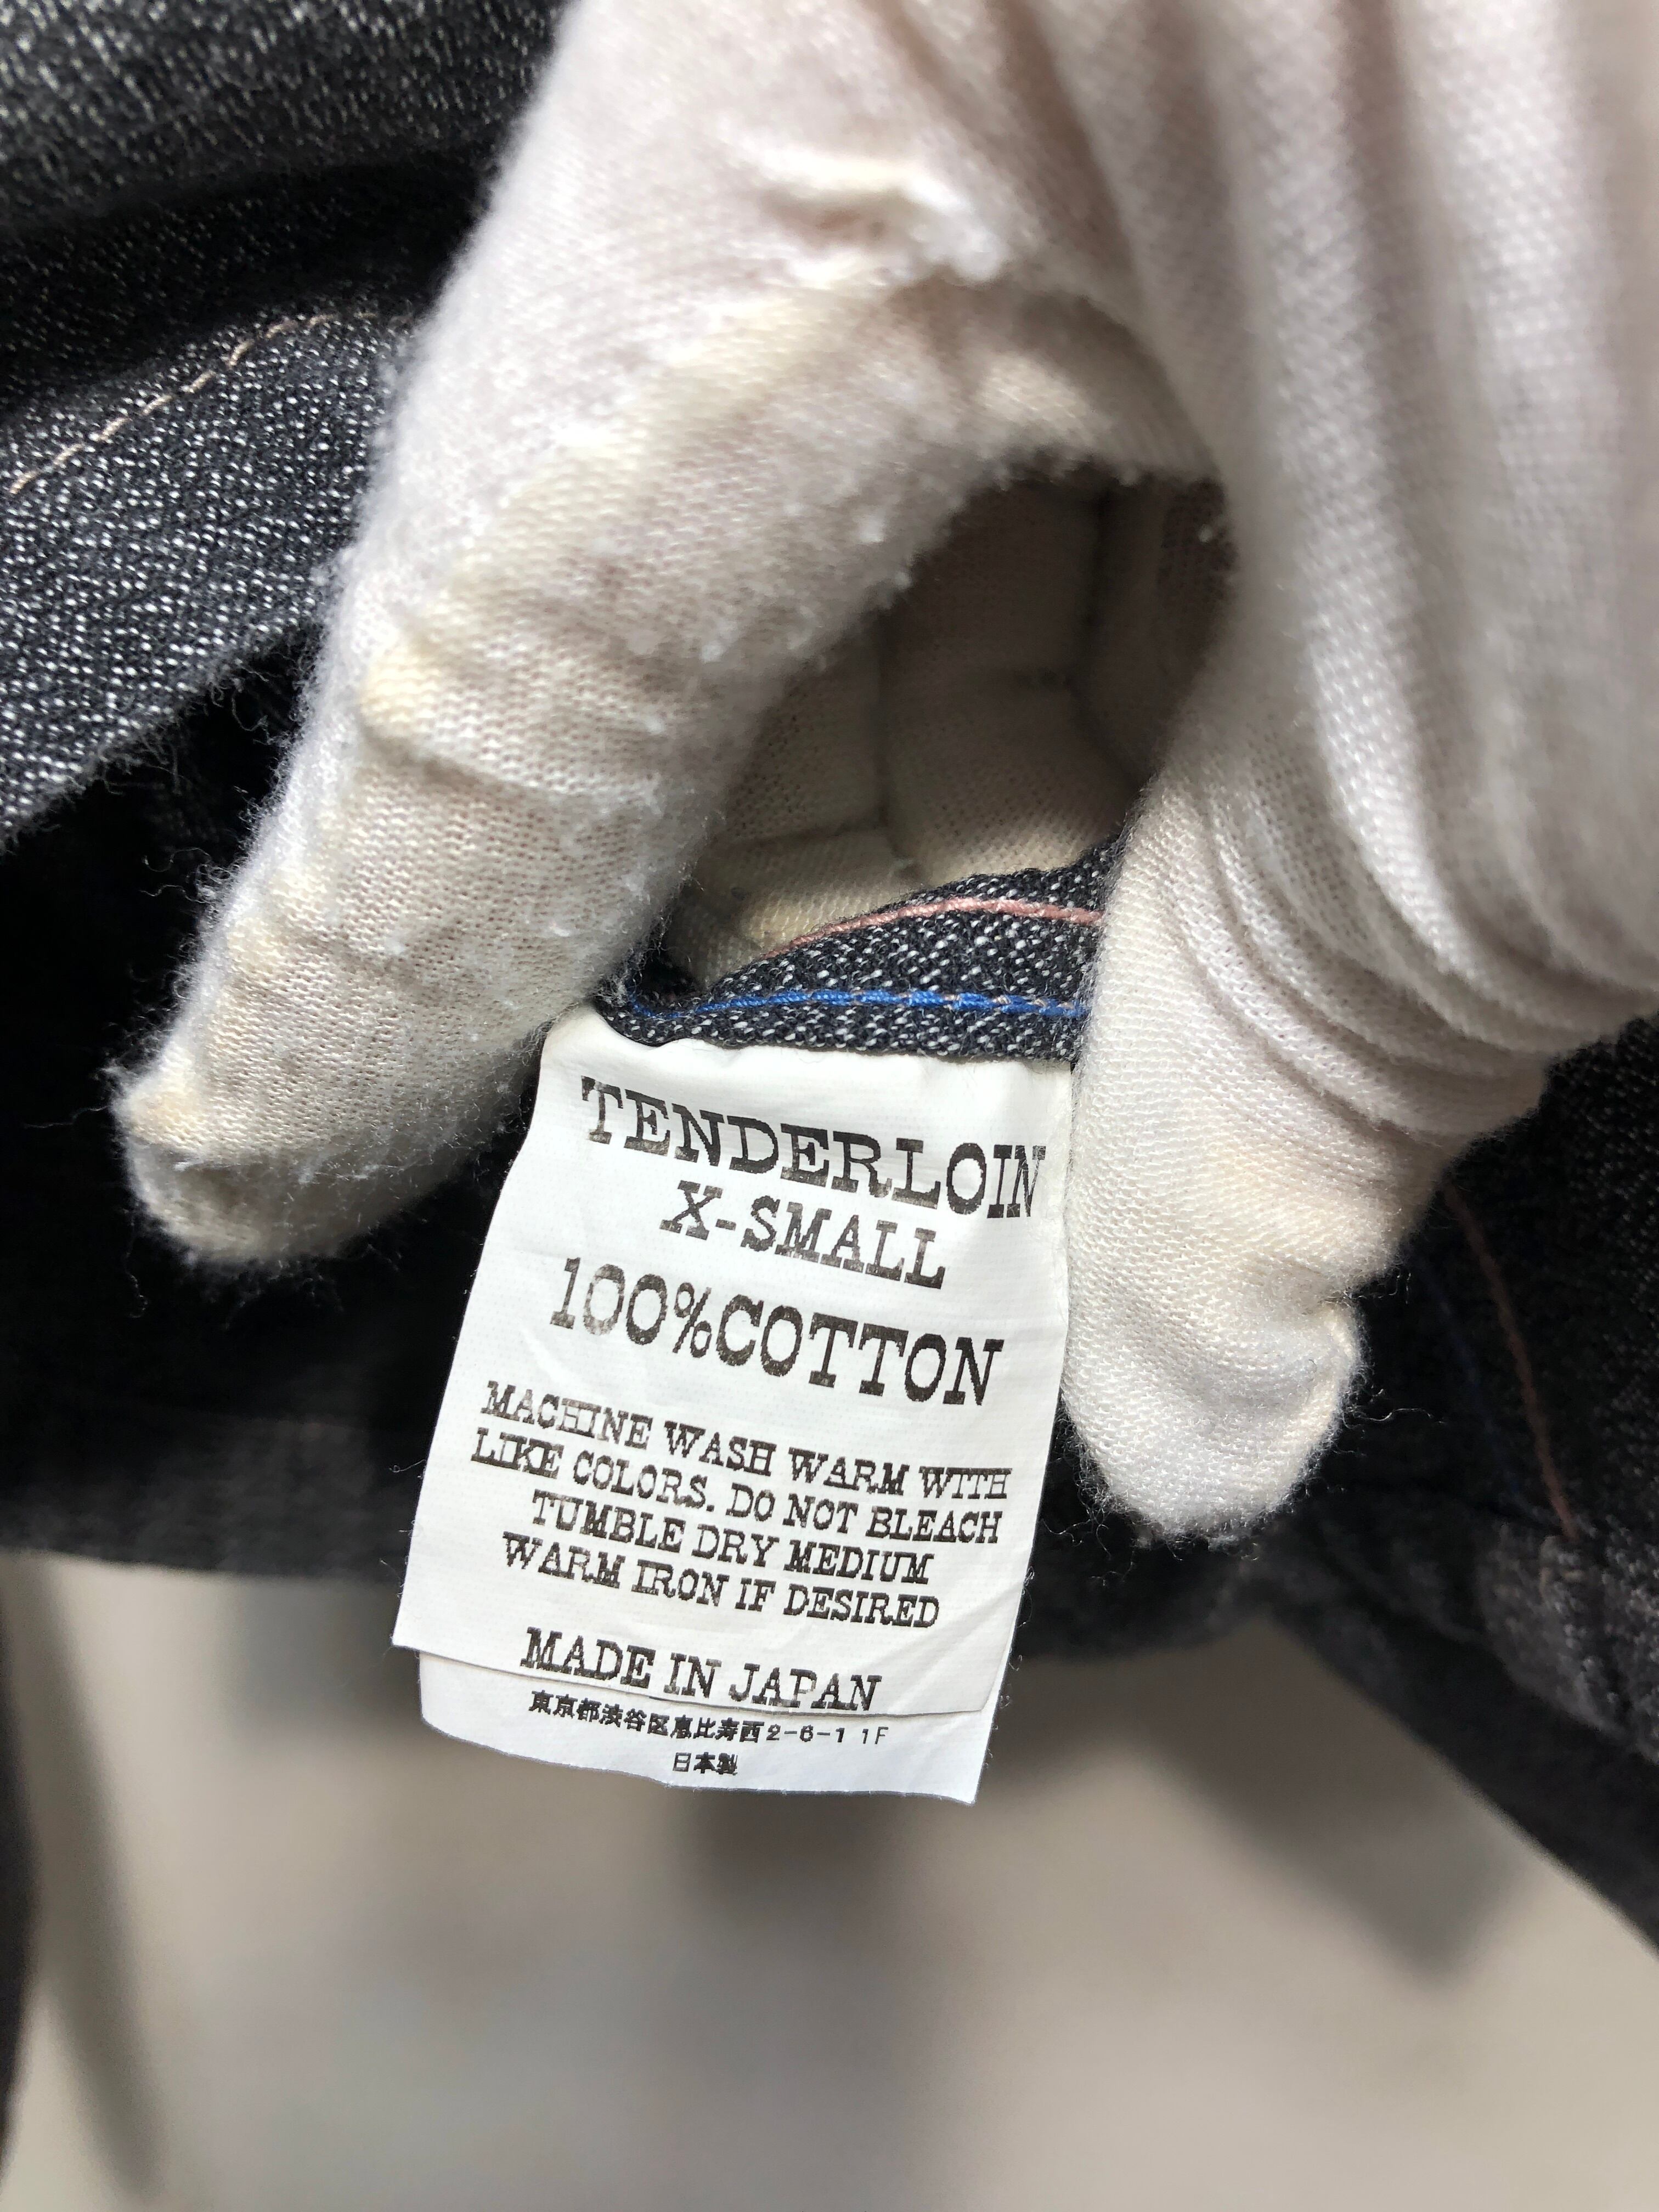 TENDERLOIN
X-SMALL
100%COTTON
MACHINE WASH WARM WITH
LIKE COLORS. DO NOT BLEACH
TUMBLE DRY MEDIUM
WARM IRON IF DESIRED
MADE IN JAPAN
東京都渋谷区恵比寿西2-6-11F
日本製